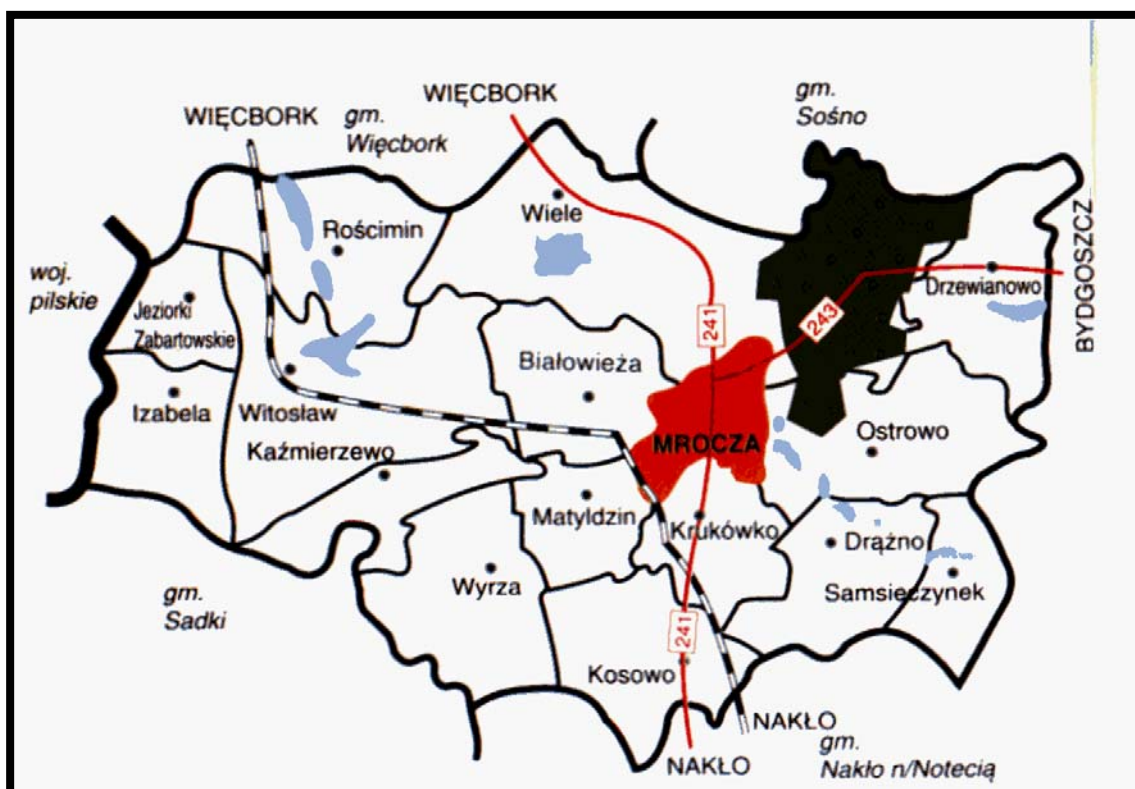 WIĘCBORK
gm.
Sośno
WIĘCBORK
gm.
Więcbork
Wiele
Rościmin
woj.
pilskie
BYDGOSZCZ
Drzewianowo
Jeziorki
Zabartowskie
241
243
Białowieża
Izabela
Witosław
MROCZA
Ostrowo
Kaźmierzewo
Matyldzin
Krukówko
Drążno
Wyrza
Samsieczynek
gm.
Sadki
241
Kosowo
NAKŁO
NAKŁO
gm.
Nakło n/Notecią